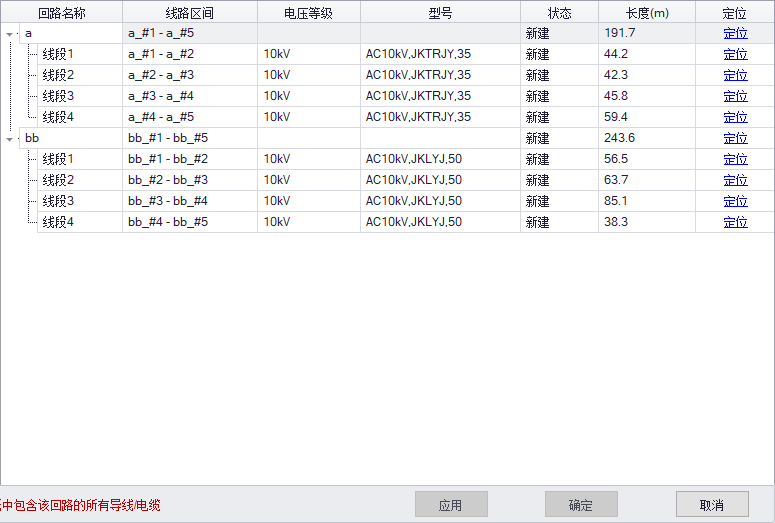 回路名称 线路区间 电压等级 型号 状态 长度(m) 定位
a a_#1 - a_#5 新建 191.7 定位
线段1 a_#1 - a_#2 10kV AC10kV,JKTRJY,35 新建 44.2 定位
线段2 a_#2 - a_#3 10kV AC10kV,JKTRJY,35 新建 42.3 定位
线段3 a_#3 - a_#4 10kV AC10kV,JKTRJY,35 新建 45.8 定位
线段4 a_#4 - a_#5 10kV AC10kV,JKTRJY,35 新建 59.4 定位
bb bb_#1 - bb_#5 新建 243.6 定位
线段1 bb_#1 - bb_#2 10kV AC10kV,JKLYJ,50 新建 56.5 定位
线段2 bb_#2 - bb_#3 10kV AC10kV,JKLYJ,50 新建 63.7 定位
线段3 bb_#3 - bb_#4 10kV AC10kV,JKLYJ,50 新建 85.1 定位
线段4 bb_#4 - bb_#5 10kV AC10kV,JKLYJ,50 新建 38.3 定位
中包含该回路的所有导线/电缆 应用 确定 取消